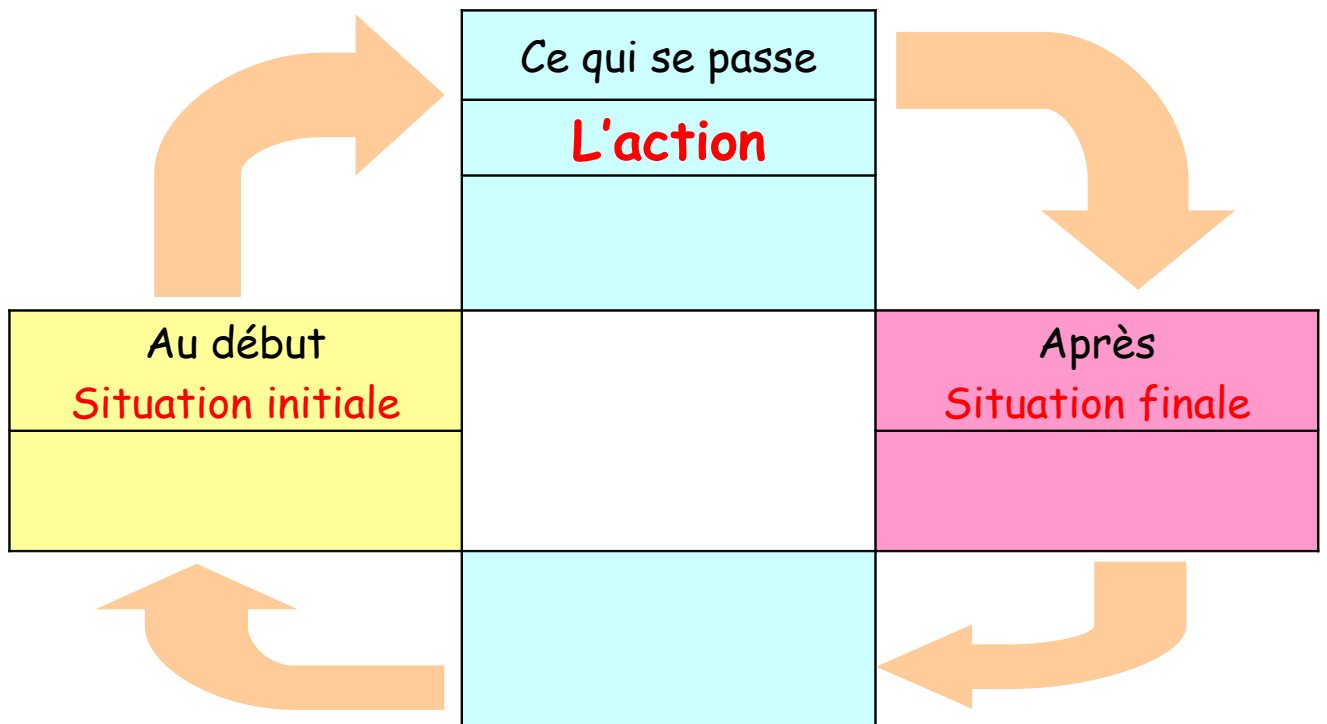 Ce qui se passe
L'action
Au début
Situation initiale
Après
Situation finale